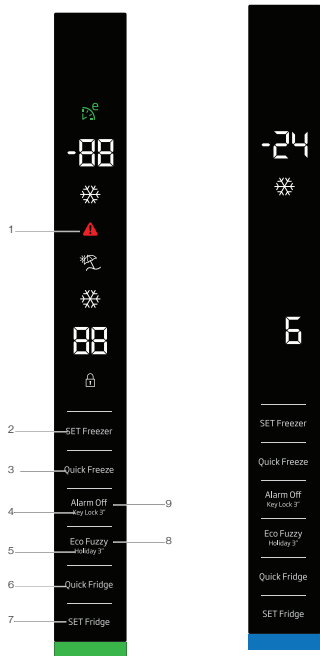 e
-88
1
88
2
SET Freezer
3
Quick Freeze
Alarm Off
9
4
Key Lock 3"
Eco Fuzzy
8
5
Holiday 3"
6
Quick Fridge
7
SET Fridge
-24
6
SET Freezer
Quick Freeze
Alarm Off
Key Lock 3"
Eco Fuzzy
Holiday 3"
Quick Fridge
SET Fridge